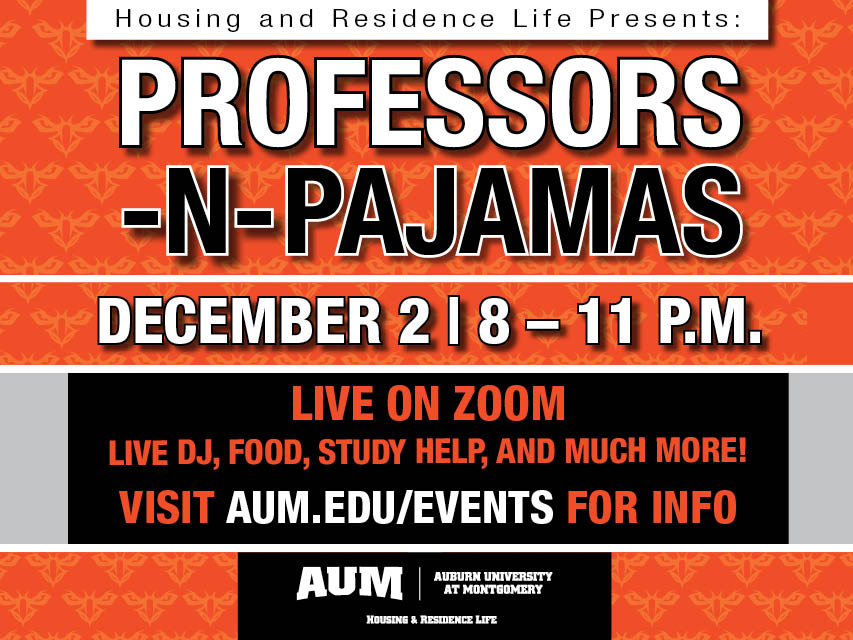 Housing and Residence Life Presents:
PROFESSORS
-N-PAJAMAS
DECEMBER 2 | 8 – 11 P.M.
LIVE ON ZOOM
LIVE DJ, FOOD, STUDY HELP, AND MUCH MORE!
VISIT AUM.EDU/EVENTS FOR INFO
AUM | AUBURN UNIVERSITY
AT MONTGOMERY
HOUSING & RESIDENCE LIFE